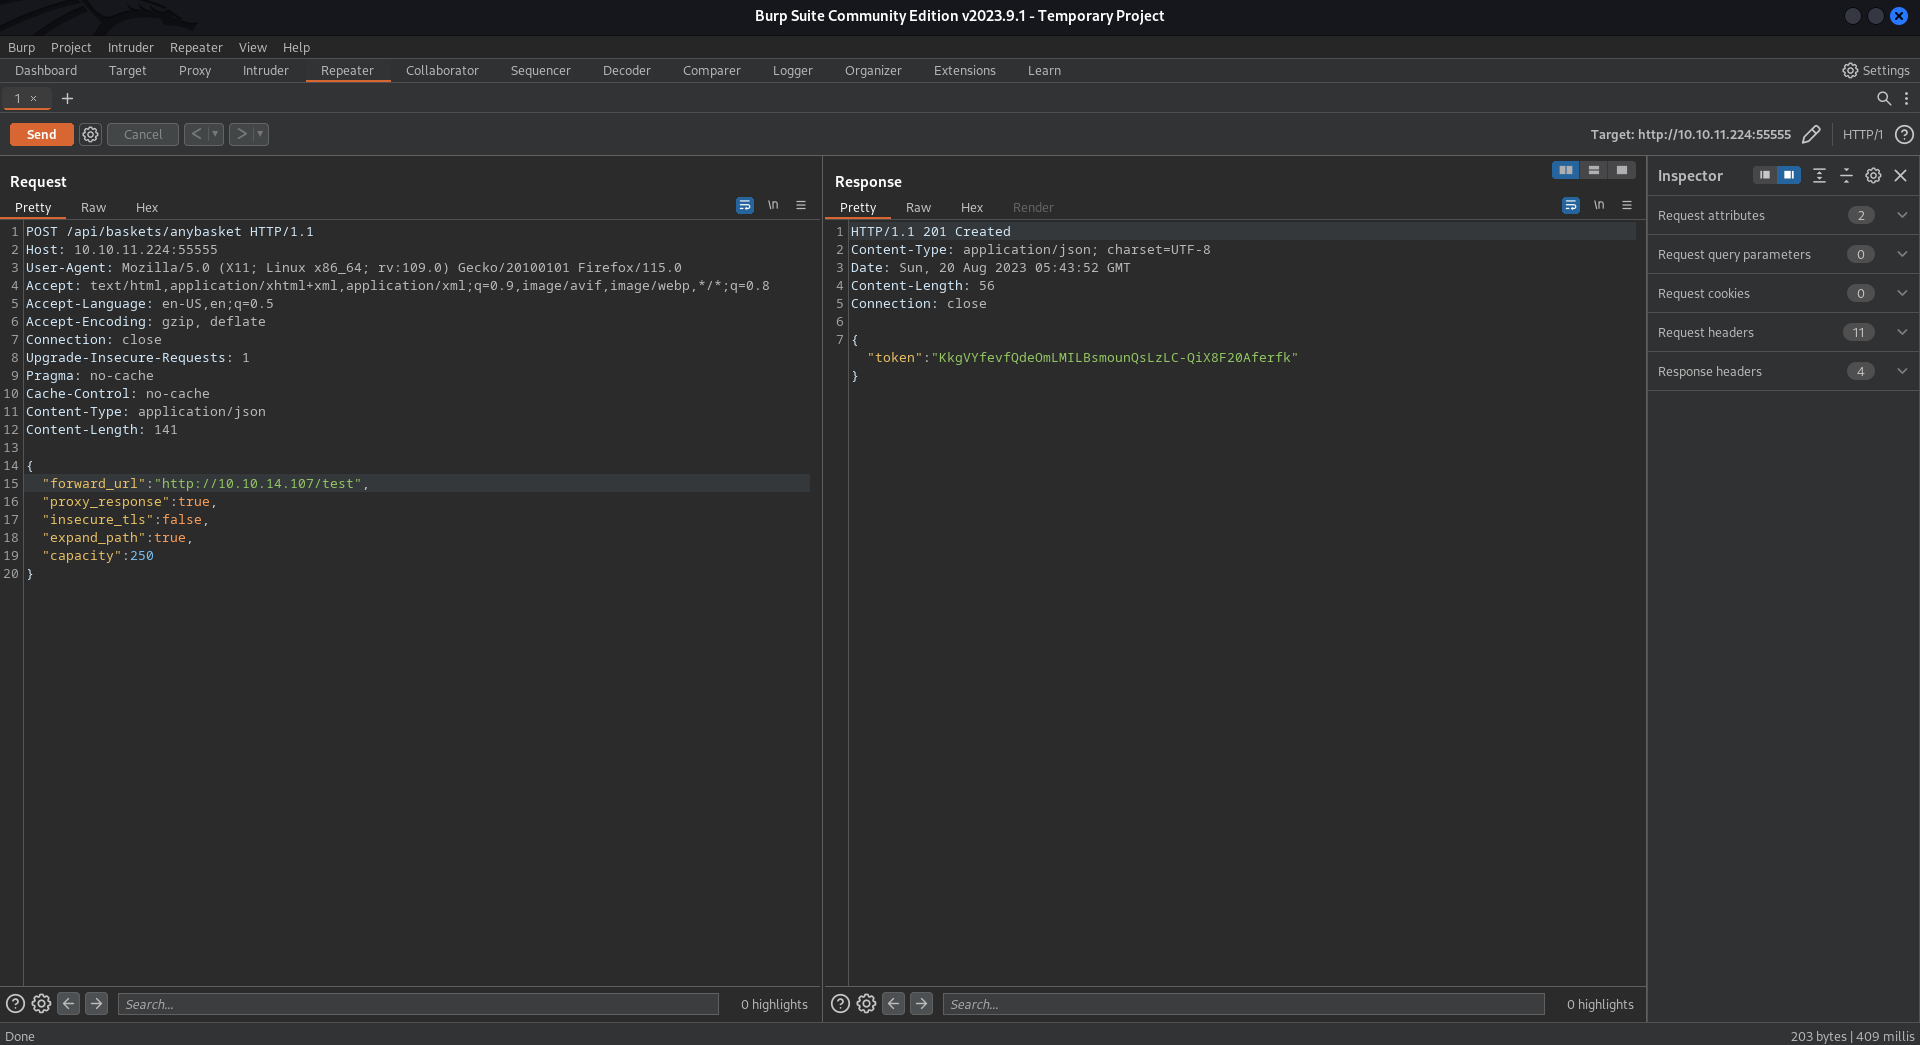 Burp Suite Community Edition v2023.9.1 - Temporary Project
Burp Project Intruder Repeater View Help
Dashboard Target Proxy Intruder Repeater Collaborator Sequencer Decoder Comparer Logger Organizer Extensions Learn Settings
1 × +
Send Cancel < > Target: http://10.10.11.224:55555 HTTP/1 ?
Request
Pretty Raw Hex \n
1 POST /api/baskets/anybasket HTTP/1.1
2 Host: 10.10.11.224:55555
3 User-Agent: Mozilla/5.0 (X11; Linux x86_64; rv:109.0) Gecko/20100101 Firefox/115.0
4 Accept: text/html,application/xhtml+xml,application/xml;q=0.9,image/avif,image/webp,*/*;q=0.8
5 Accept-Language: en-US,en;q=0.5
6 Accept-Encoding: gzip, deflate
7 Connection: close
8 Upgrade-Insecure-Requests: 1
9 Pragma: no-cache
10 Cache-Control: no-cache
11 Content-Type: application/json
12 Content-Length: 141
13
14 {
15 "forward_url":"http://10.10.14.107/test",
16 "proxy_response":true,
17 "insecure_tls":false,
18 "expand_path":true,
19 "capacity":250
20 }
? Search... 0 highlights
Response
Pretty Raw Hex Render \n
1 HTTP/1.1 201 Created
2 Content-Type: application/json; charset=UTF-8
3 Date: Sun, 20 Aug 2023 05:43:52 GMT
4 Content-Length: 56
5 Connection: close
6
7 {
"token":"KkgVYfevfQdeOmLMILBsmounQsLzLC-QiX8F20Aferfk"
}
? Search... 0 highlights
Inspector
Request attributes 2
Request query parameters 0
Request cookies 0
Request headers 11
Response headers 4
Done 203 bytes | 409 millis